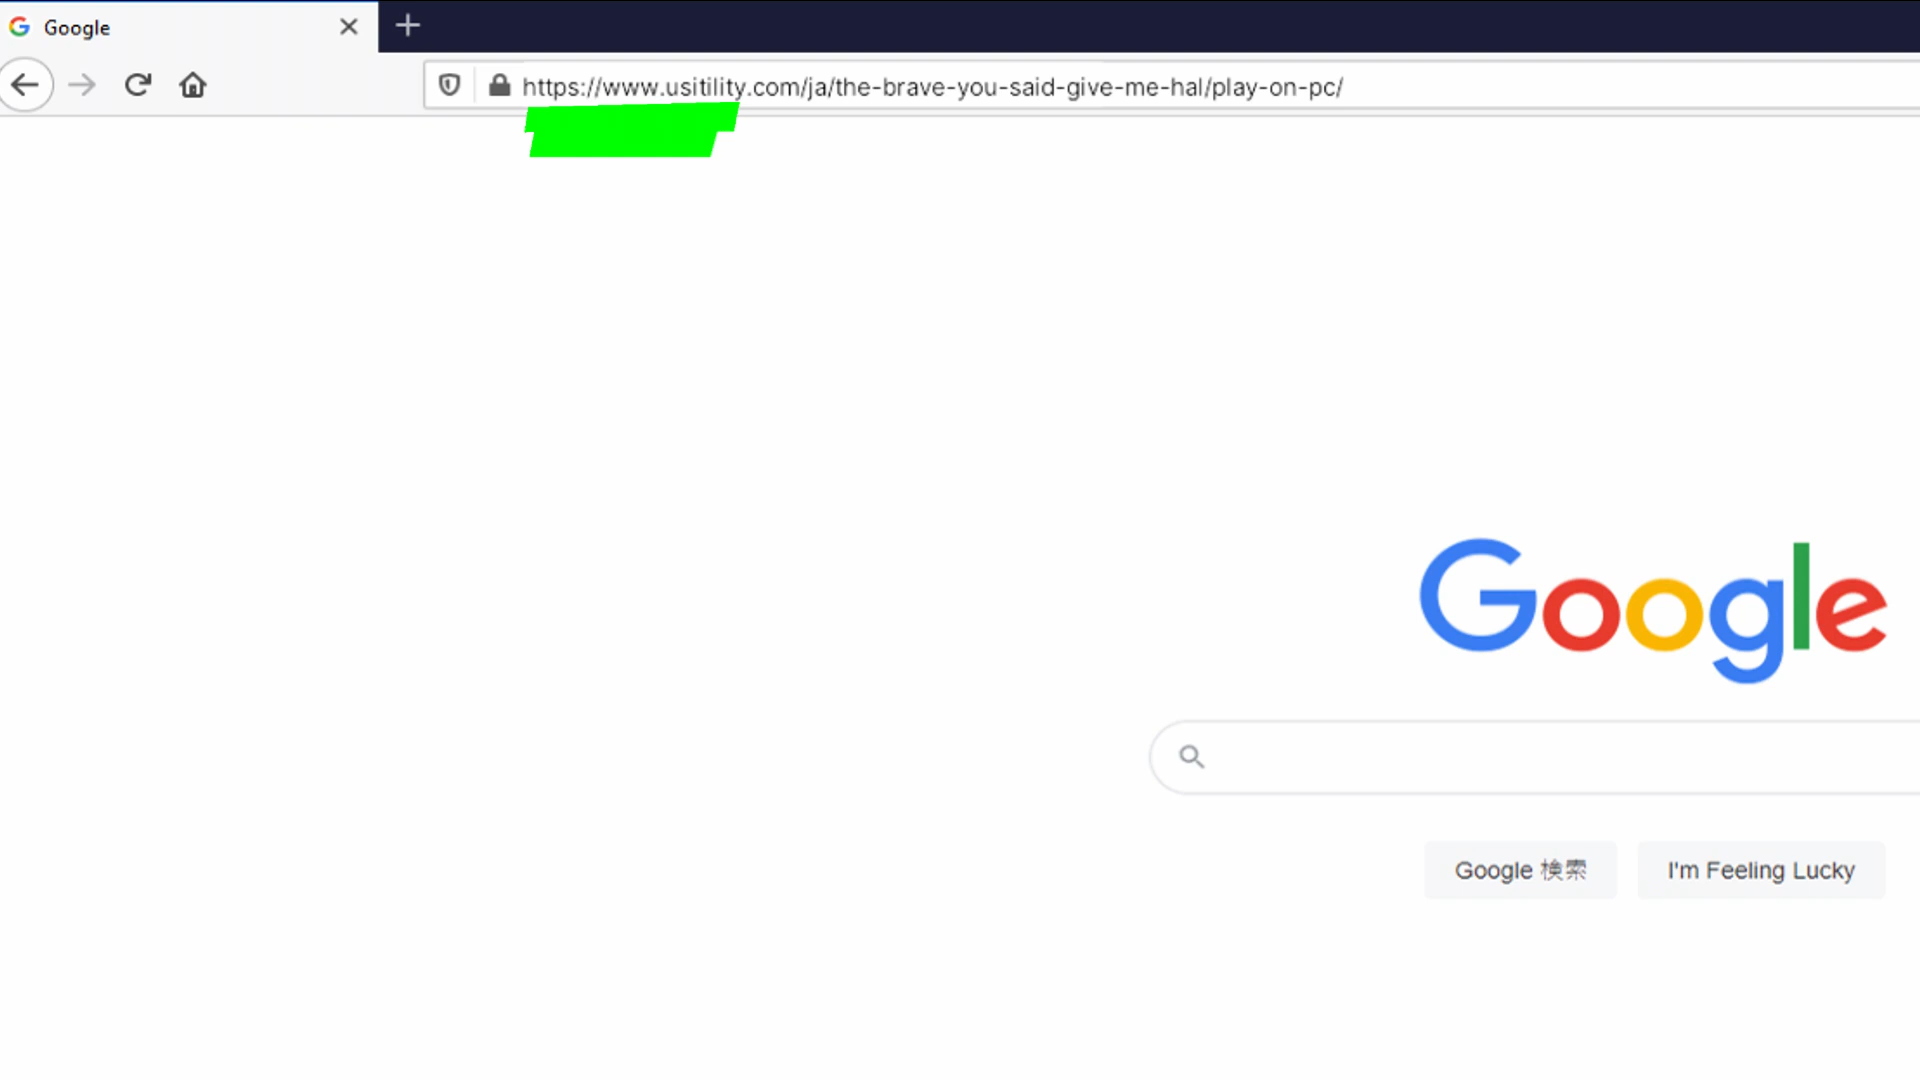 Google
https://www.usitility.com/ja/the-brave-you-said-give-me-hal/play-on-pc/
Google
Google 検索
I'm Feeling Lucky